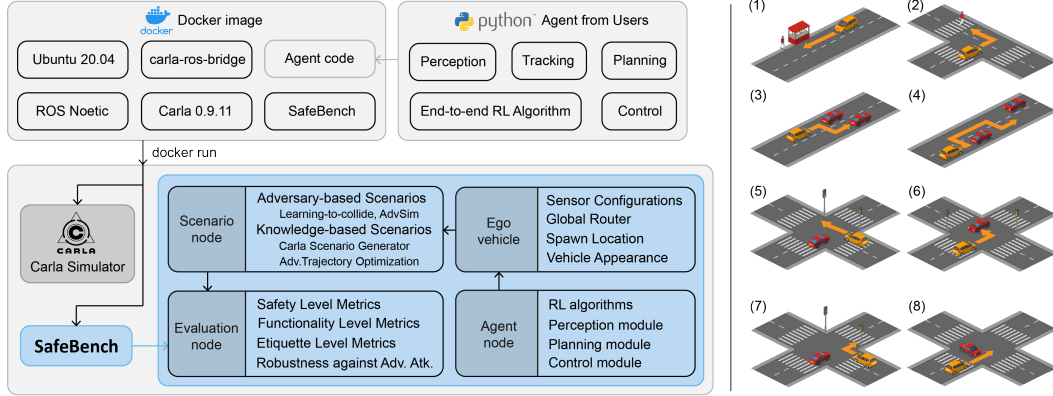 docker
Docker image
Ubuntu 20.04
carla-ros-bridge
Agent code
ROS Noetic
Carla 0.9.11
SafeBench
python
Agent from Users
Perception
Tracking
Planning
End-to-end RL Algorithm
Control
docker run
CARLA
Carla Simulator
SafeBench
Scenario
node
Adversary-based Scenarios
Learning-to-collide, AdvSim
Knowledge-based Scenarios
Carla Scenario Generator
Adv.Trajectory Optimization
Ego
vehicle
Sensor Configurations
Global Router
Spawn Location
Vehicle Appearance
Evaluation
node
Safety Level Metrics
Functionality Level Metrics
Etiquette Level Metrics
Robustness against Adv. Atk.
Agent
node
RL algorithms
Perception module
Planning module
Control module
(1)
(2)
(3)
(4)
(5)
(6)
(7)
(8)